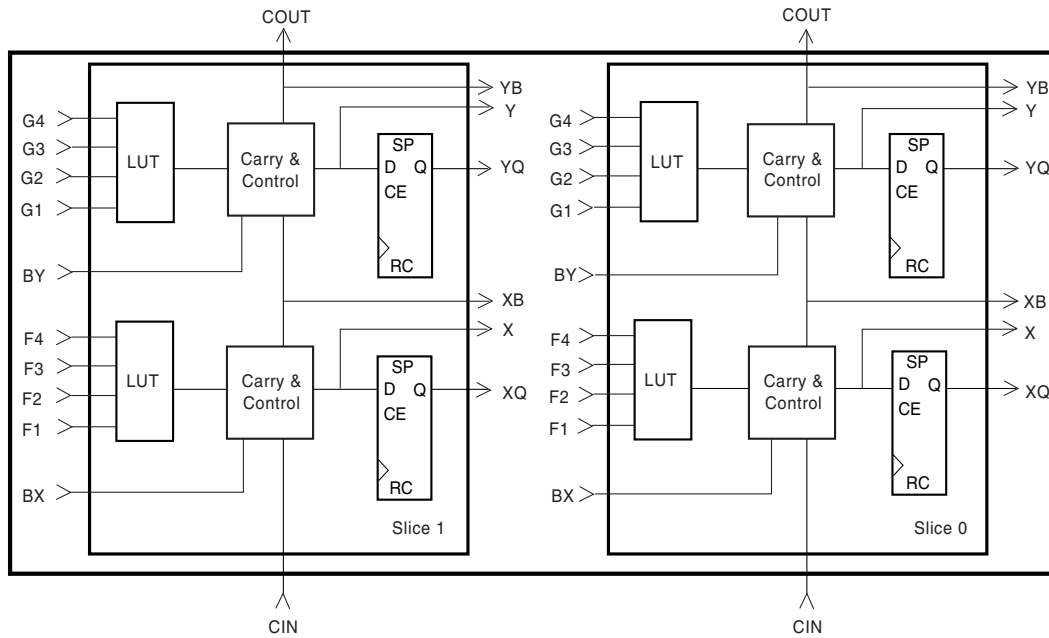 COUT
YB
Y
G4
G3
G2
G1
LUT
Carry &
Control
SP
D Q
CE
RC
YQ
BY
XB
X
F4
F3
F2
F1
LUT
Carry &
Control
SP
D Q
CE
RC
XQ
BX
Slice 1
CIN
COUT
YB
Y
G4
G3
G2
G1
LUT
Carry &
Control
SP
D Q
CE
RC
YQ
BY
XB
X
F4
F3
F2
F1
LUT
Carry &
Control
SP
D Q
CE
RC
XQ
BX
Slice 0
CIN